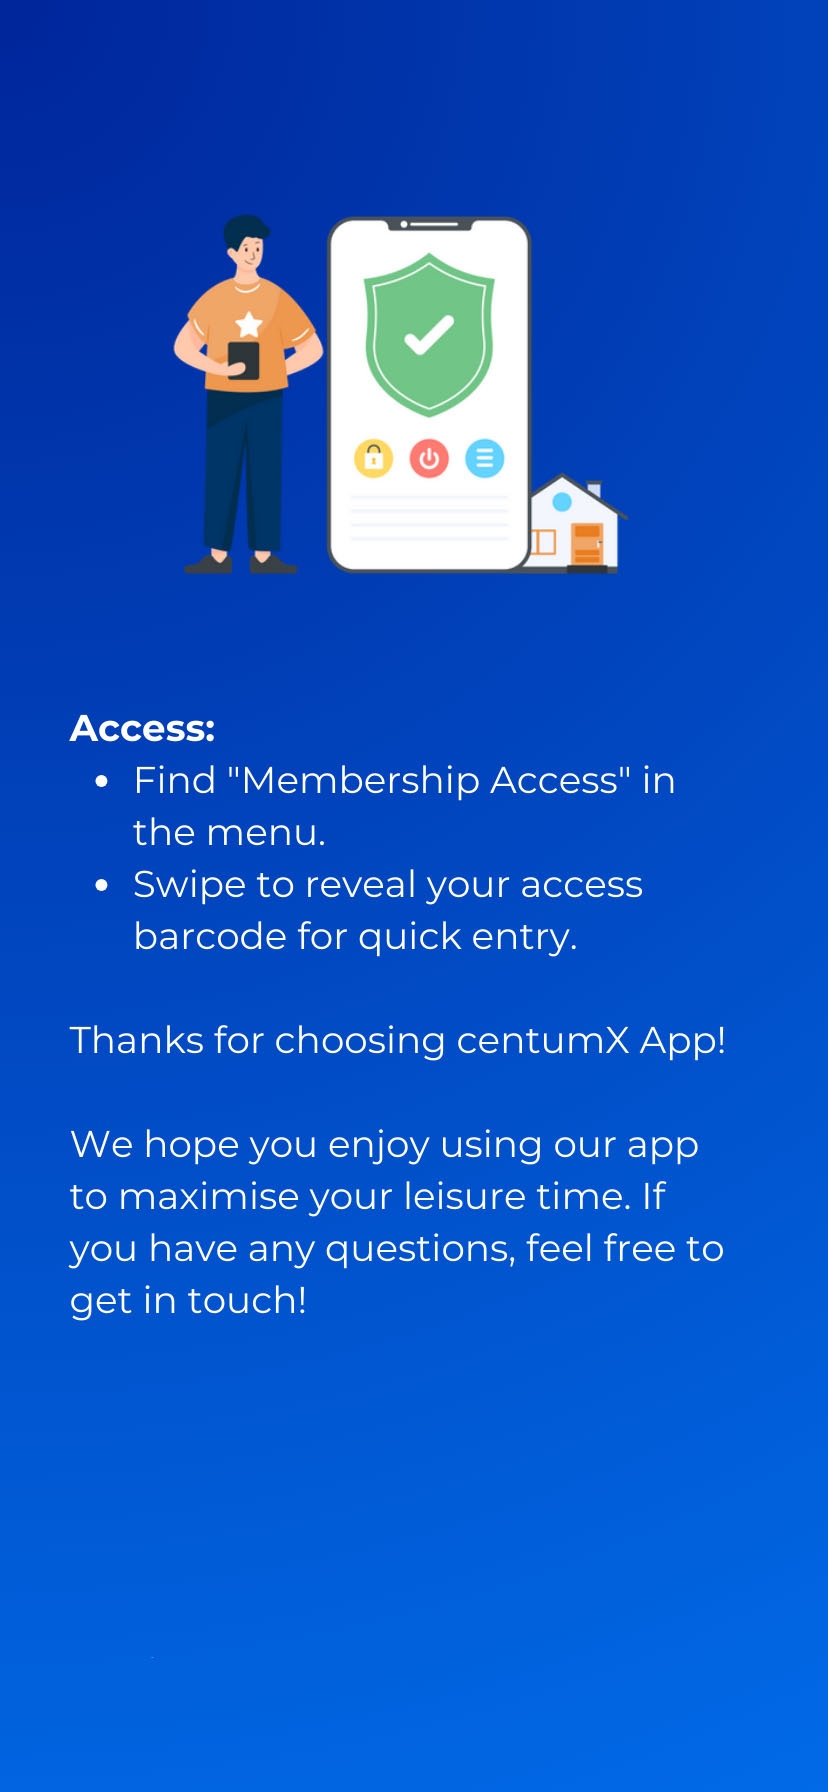 Access:
• Find "Membership Access" in
the menu.
• Swipe to reveal your access
barcode for quick entry.
Thanks for choosing centumX App!
We hope you enjoy using our app
to maximise your leisure time. If
you have any questions, feel free to
get in touch!